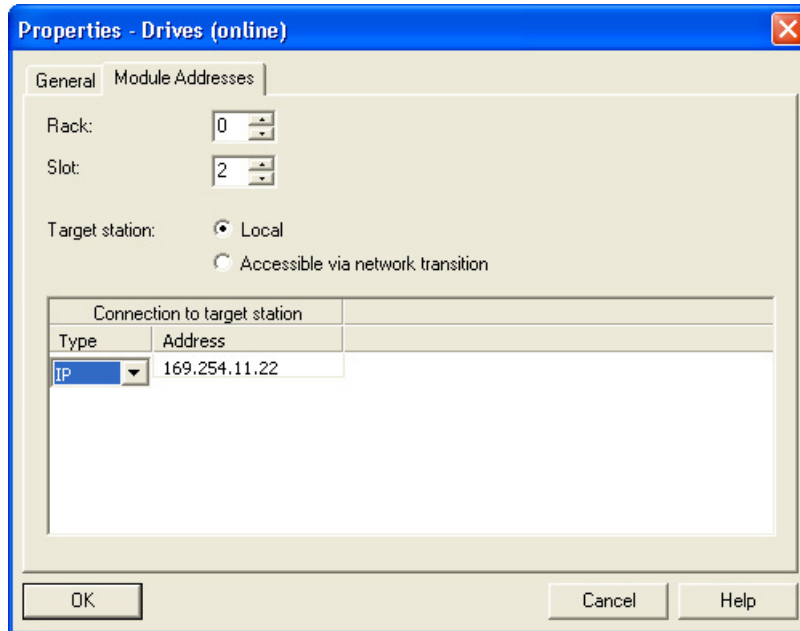 Properties - Drives (online)
General Module Addresses
Rack: 0
Slot: 2
Target station: Local
Accessible via network transition
Connection to target station
Type Address
IP 169.254.11.22
OK Cancel Help